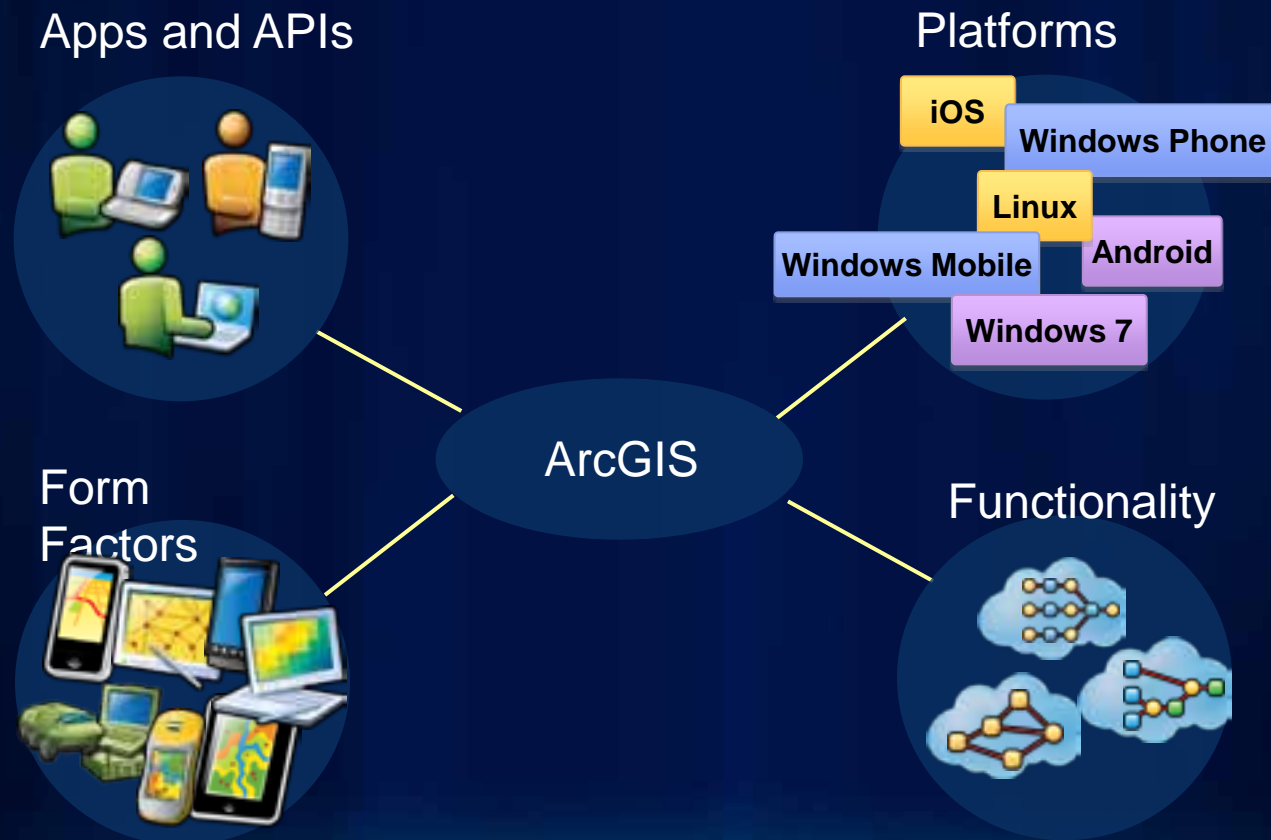 Apps and APIs
Platforms
iOS
Windows Phone
Linux
Android
Windows Mobile
Windows 7
ArcGIS
Form
Factors
Functionality